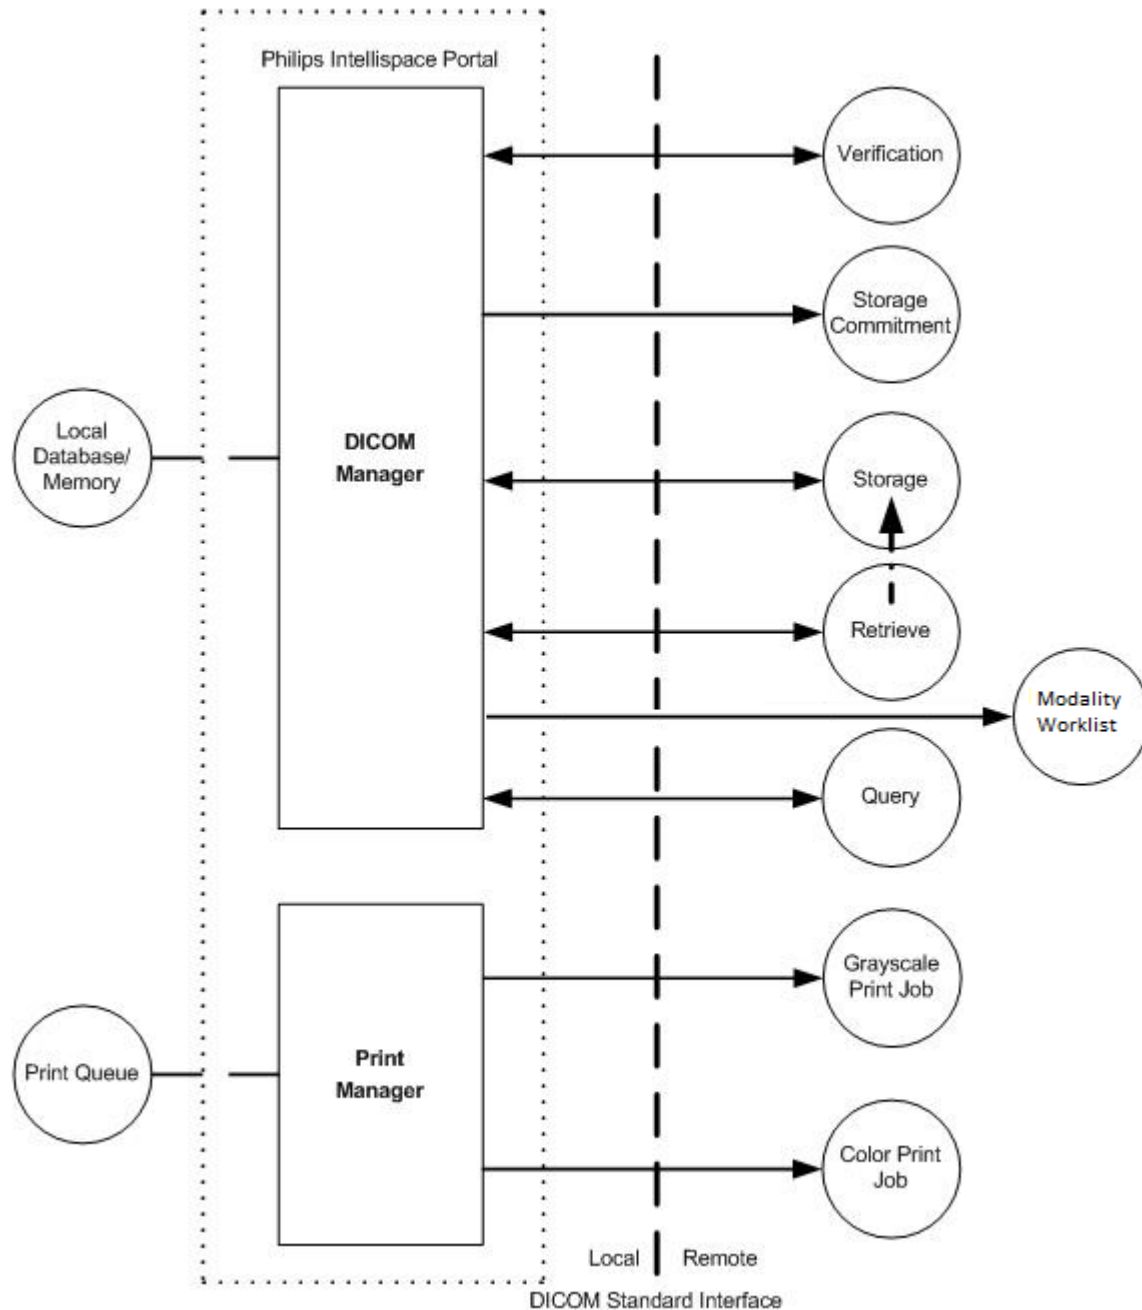 Philips Intellispace Portal
Verification
Storage
Commitment
Local
Database/
Memory
DICOM
Manager
Storage
Retrieve
Modality
Worklist
Query
Grayscale
Print Job
Print Queue
Print
Manager
Color Print
Job
Local
Remote
DICOM Standard Interface